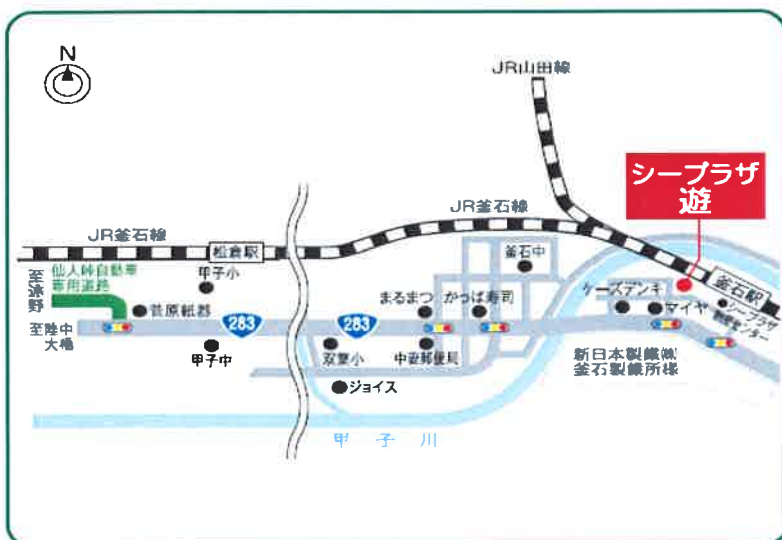 N
JR山田線
シープラザ
遊
JR釜石線
JR釜石線
松倉駅
釜石駅
至遠野
仙人峠自動車
専用道路
甲子小
釜石中
ケーズデンキ
シープラザ
菅原紙器
まるまつ
かっぱ寿司
マイヤ
至陸中
大橋
283
283
甲子中
双葉小
中妻郵便局
新日本製鐵㈱
釜石製鐵所様
ジョイス
甲子川